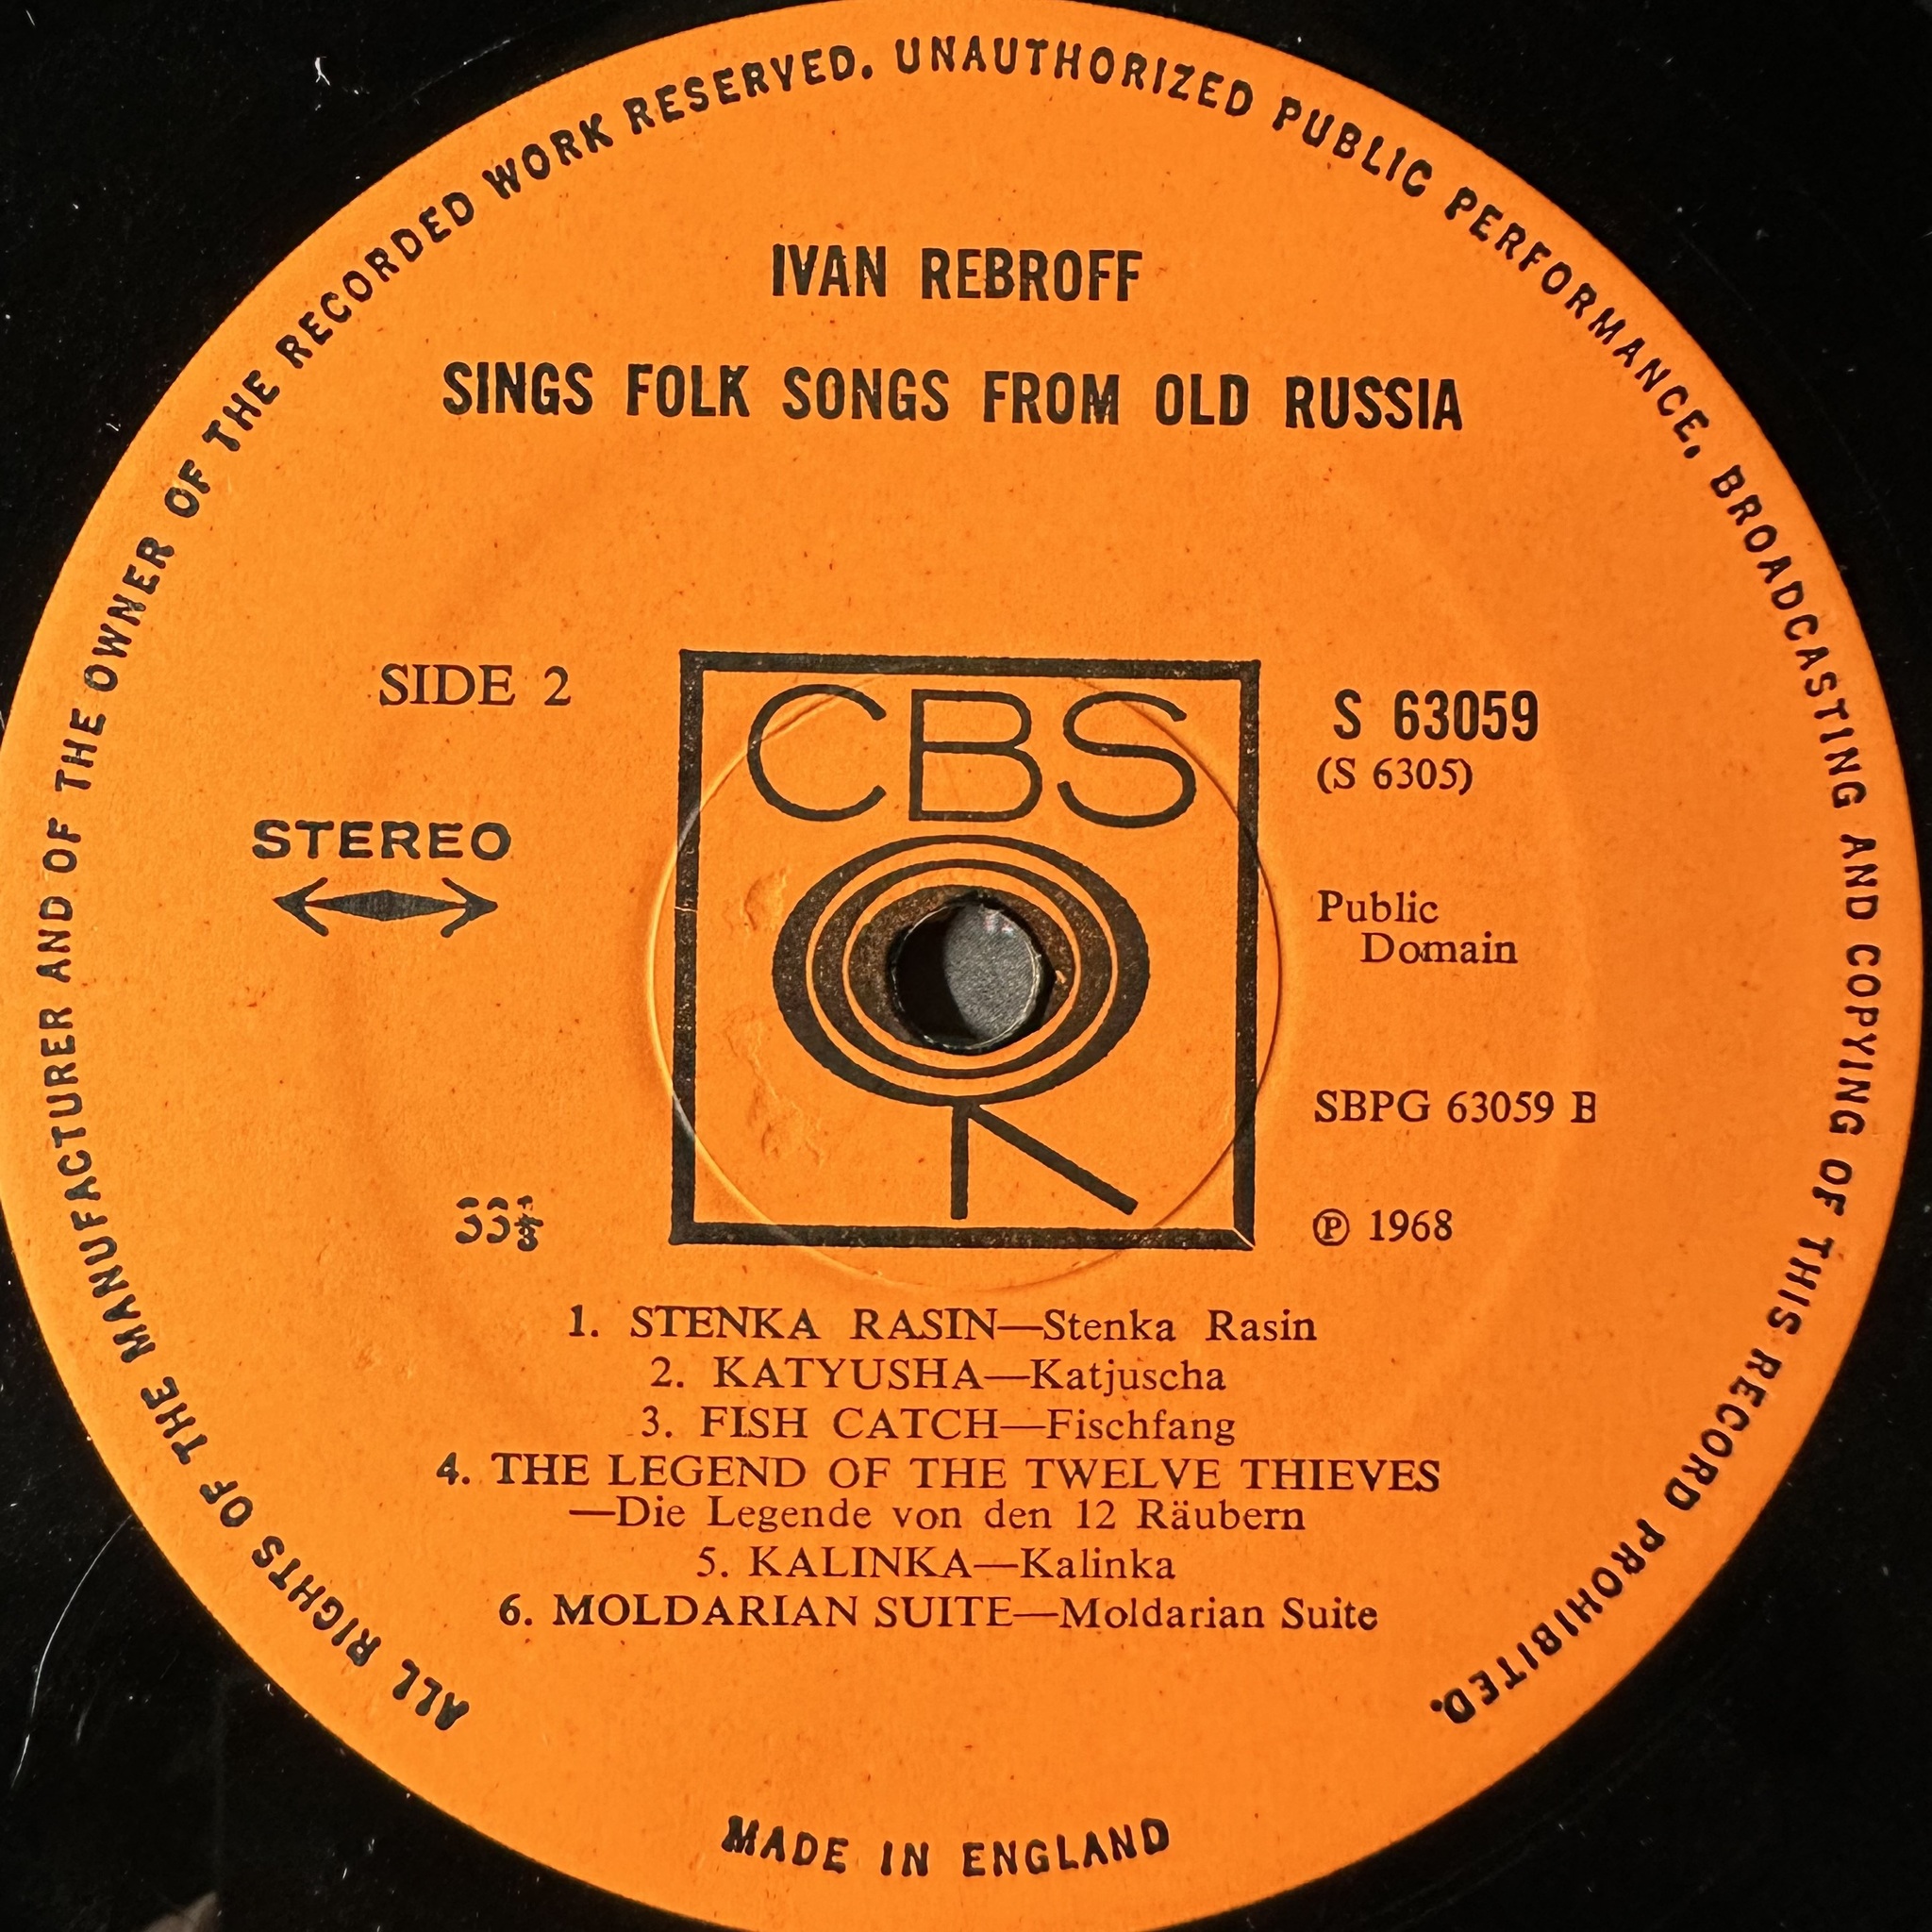 ALL RIGHTS OF THE MANUFACTURER AND OF THE OWNER OF THE RECORDED WORK RESERVED. UNAUTHORIZED PUBLIC PERFORMANCE, BROADCASTING AND COPYING OF THIS RECORD PROHIBITED.
IVAN REBROFF
SINGS FOLK SONGS FROM OLD RUSSIA
SIDE 2
STEREO
33⅓
CBS
S 63059
(S 6305)
Public
Domain
SBPG 63059 B
℗ 1968
1. STENKA RASIN—Stenka Rasin
2. KATYUSHA—Katjuscha
3. FISH CATCH—Fischfang
4. THE LEGEND OF THE TWELVE THIEVES
—Die Legende von den 12 Räubern
5. KALINKA—Kalinka
6. MOLDARIAN SUITE—Moldarian Suite
MADE IN ENGLAND